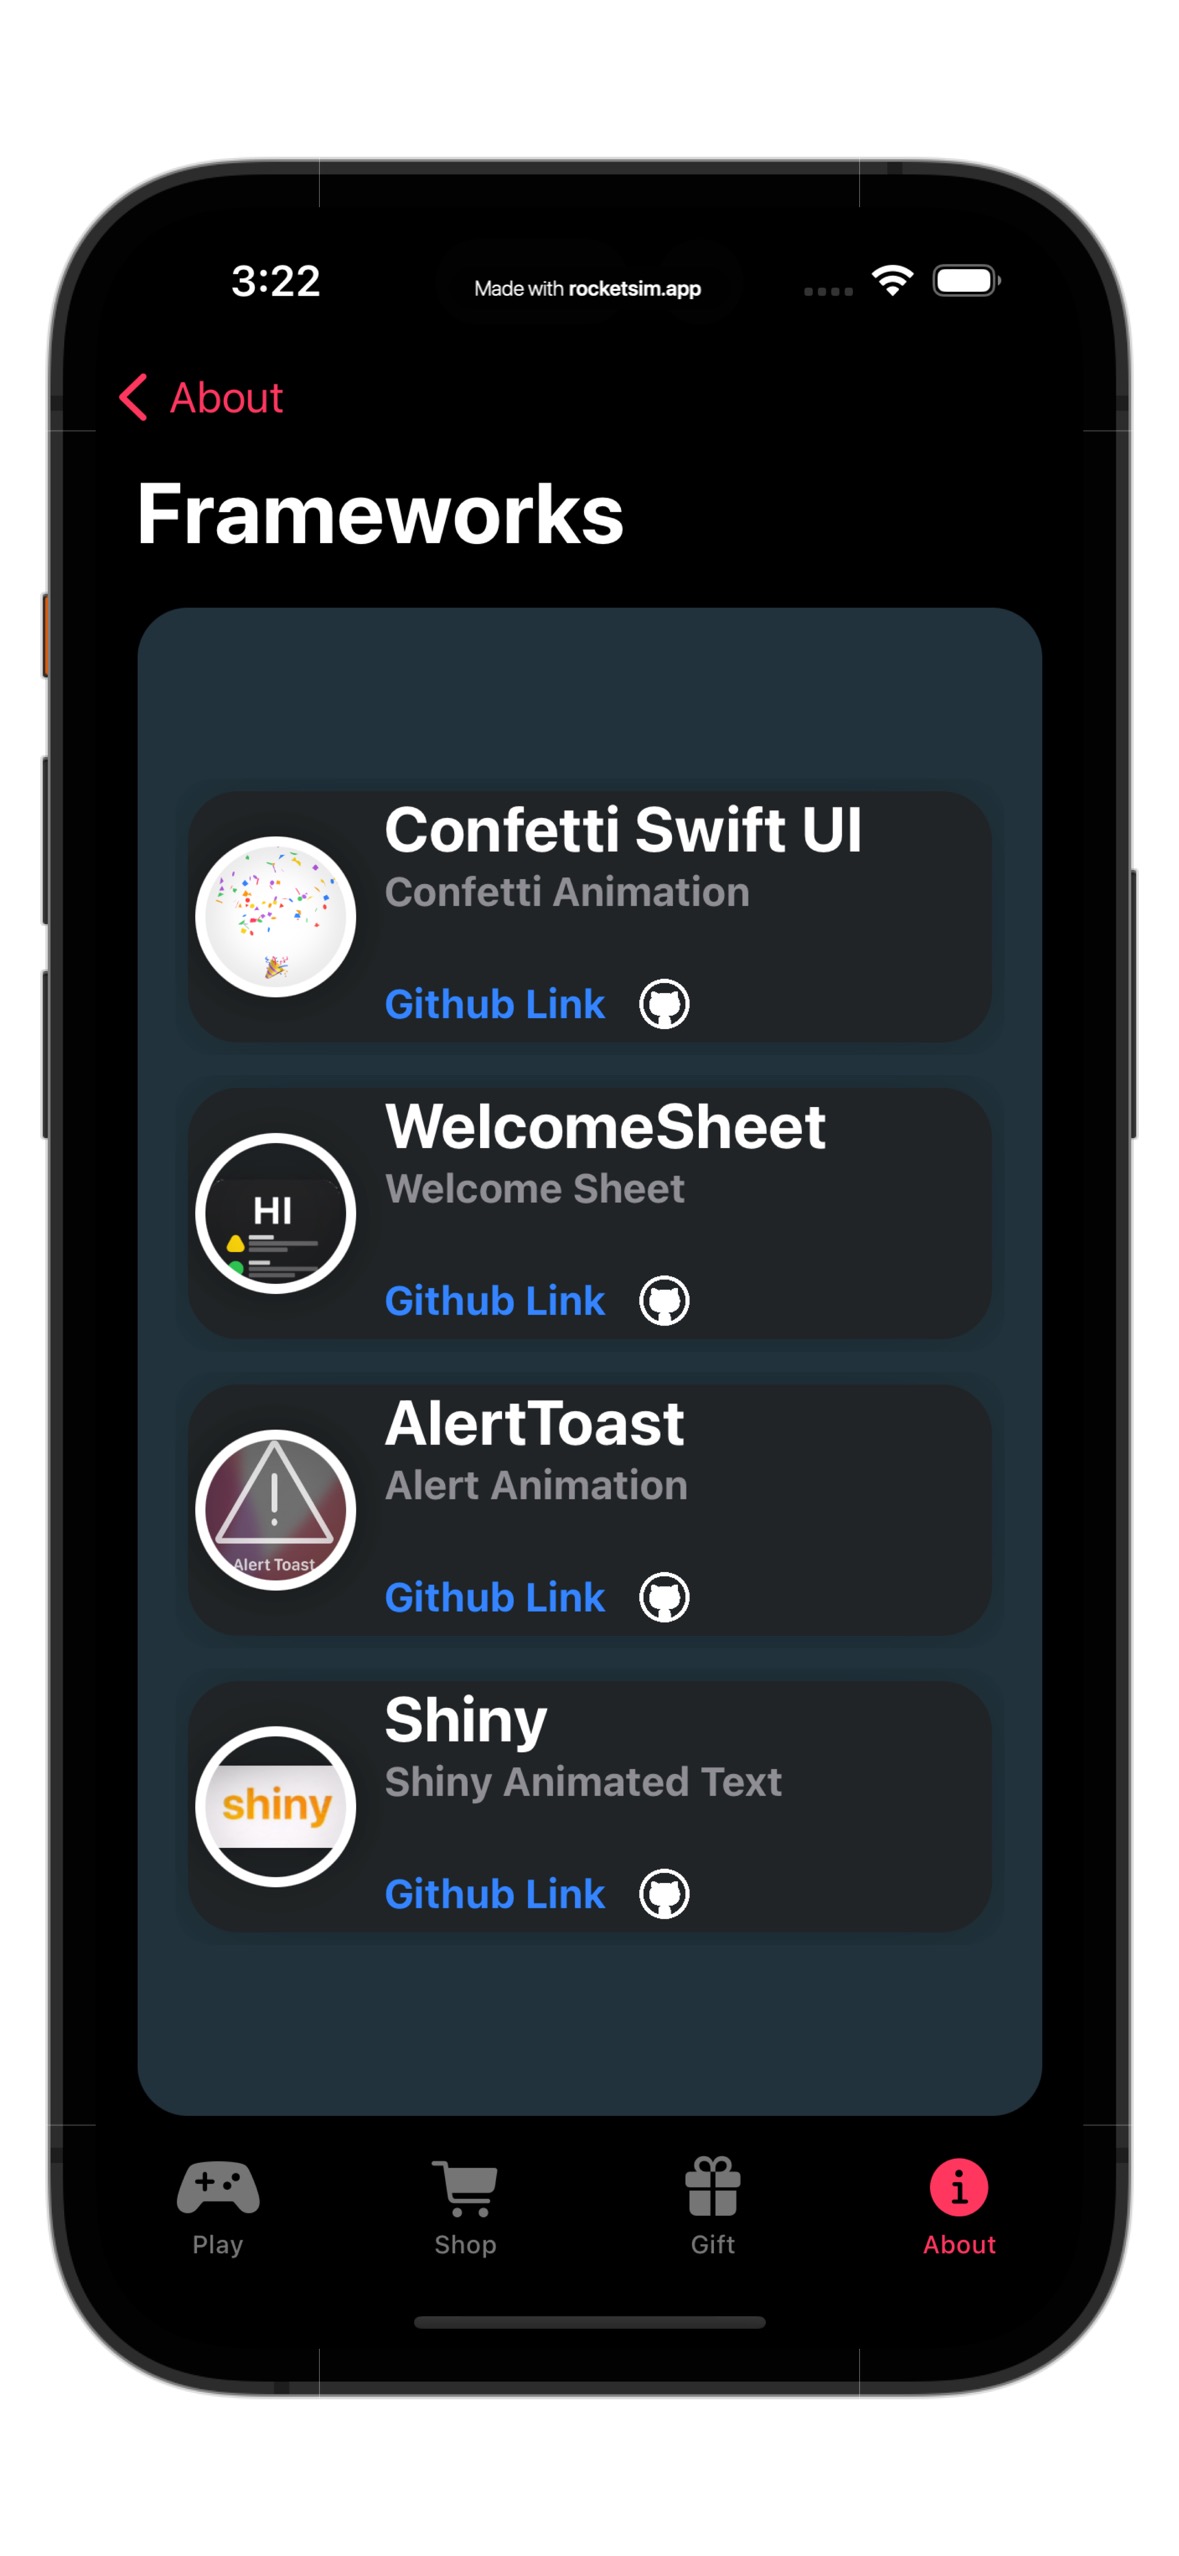 3:22
Made with rocketsim.app
About
Frameworks
Confetti Swift UI
Confetti Animation
Github Link
HI
WelcomeSheet
Welcome Sheet
Github Link
AlertToast
Alert Animation
Alert Toast
Github Link
Shiny
Shiny Animated Text
shiny
Github Link
Play
Shop
Gift
About